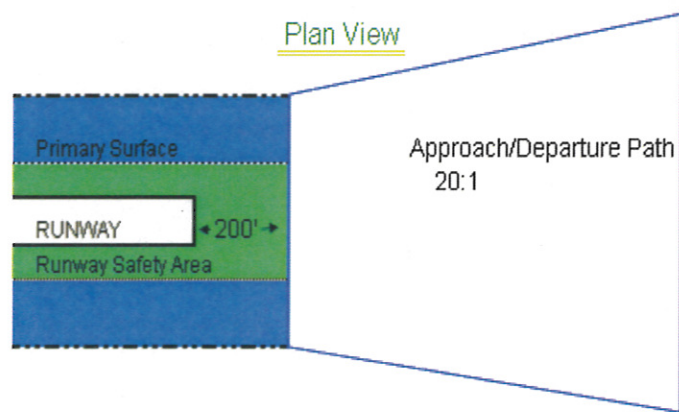 Plan View
Primary Surface
Approach/Departure Path
20:1
RUNWAY
200'
Runway Safety Area